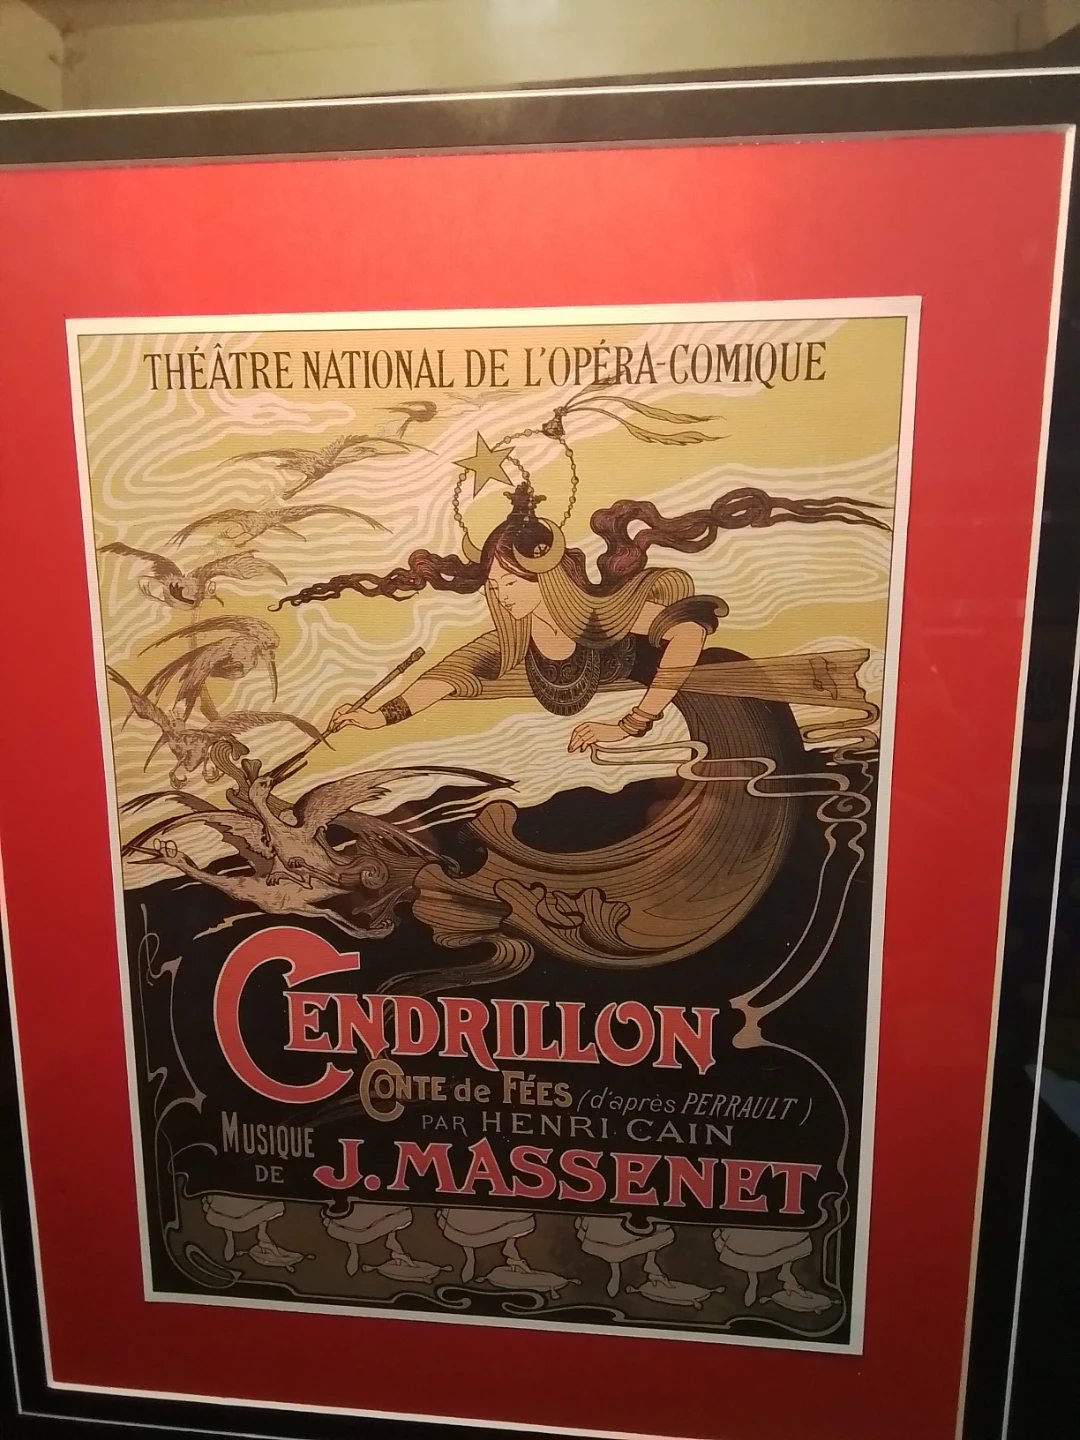 THÉÂTRE NATIONAL DE L'OPÉRA-COMIQUE
CENDRILLON
CONTE de FÉES (d'après PERRAULT)
PAR HENRI CAIN
MUSIQUE
DE J. MASSENET